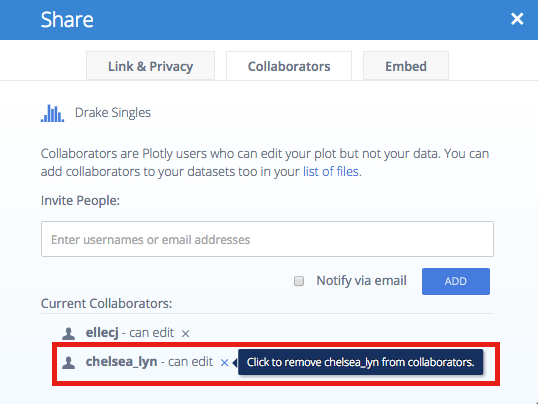 Share ×
Link & Privacy Collaborators Embed
Drake Singles
Collaborators are Plotly users who can edit your plot but not your data. You can
add collaborators to your datasets too in your list of files.
Invite People:
Enter usernames or email addresses
Notify via email ADD
Current Collaborators:
ellecj - can edit ×
chelsea_lyn - can edit × Click to remove chelsea_lyn from collaborators.